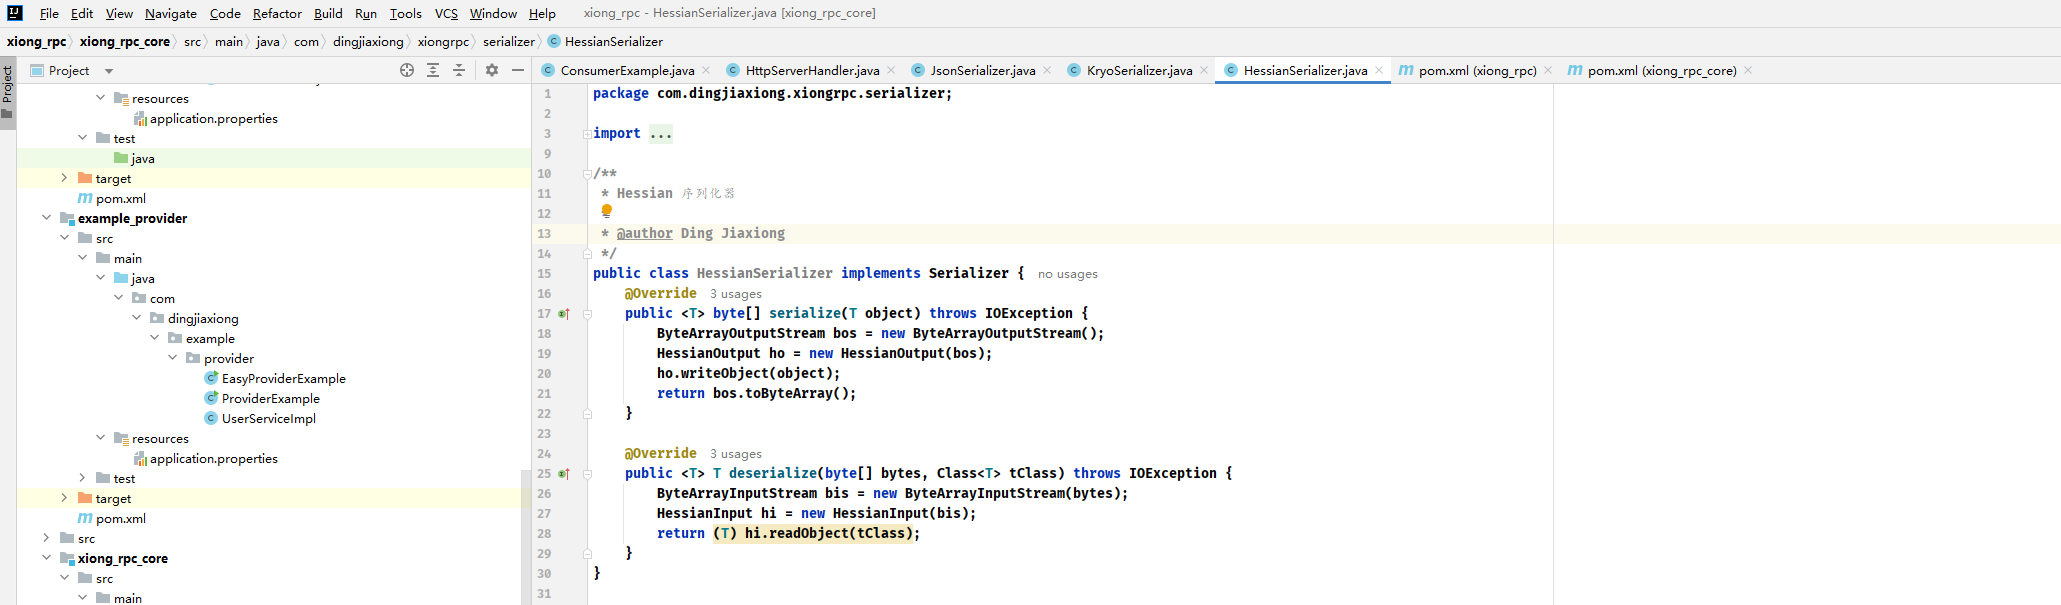 File Edit View Navigate Code Refactor Build Run Tools VCS Window Help xiong_rpc - HessianSerializer.java [xiong_rpc_core]
xiong_rpc xiong_rpc_core src main java com dingjiaxiong xiongrpc serializer HessianSerializer
Project
Project
ConsumerExample.java HttpServerHandler.java JsonSerializer.java KryoSerializer.java HessianSerializer.java pom.xml (xiong_rpc) pom.xml (xiong_rpc_core)
resources
application.properties
test
java
target
pom.xml
example_provider
src
main
java
com
dingjiaxiong
example
provider
EasyProviderExample
ProviderExample
UserServiceImpl
resources
application.properties
test
target
pom.xml
src
xiong_rpc_core
src
main
1 package com.dingjiaxiong.xiongrpc.serializer;
2
3 import ...
9
10 /**
11 * Hessian 序列化器
12
13 * @author Ding Jiaxiong
14 */
15 public class HessianSerializer implements Serializer { no usages
16 @Override 3 usages
17 public <T> byte[] serialize(T object) throws IOException {
18 ByteArrayOutputStream bos = new ByteArrayOutputStream();
19 HessianOutput ho = new HessianOutput(bos);
20 ho.writeObject(object);
21 return bos.toByteArray();
22 }
23
24 @Override 3 usages
25 public <T> T deserialize(byte[] bytes, Class<T> tClass) throws IOException {
26 ByteArrayInputStream bis = new ByteArrayInputStream(bytes);
27 HessianInput hi = new HessianInput(bis);
28 return (T) hi.readObject(tClass);
29 }
30 }
31